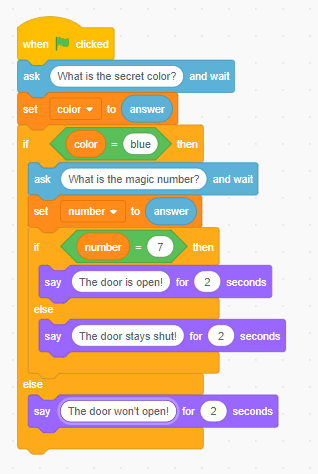 when clicked
ask What is the secret color? and wait
set color to answer
if color = blue then
ask What is the magic number? and wait
set number to answer
if number = 7 then
say The door is open! for 2 seconds
else
say The door stays shut! for 2 seconds
else
say The door won't open! for 2 seconds